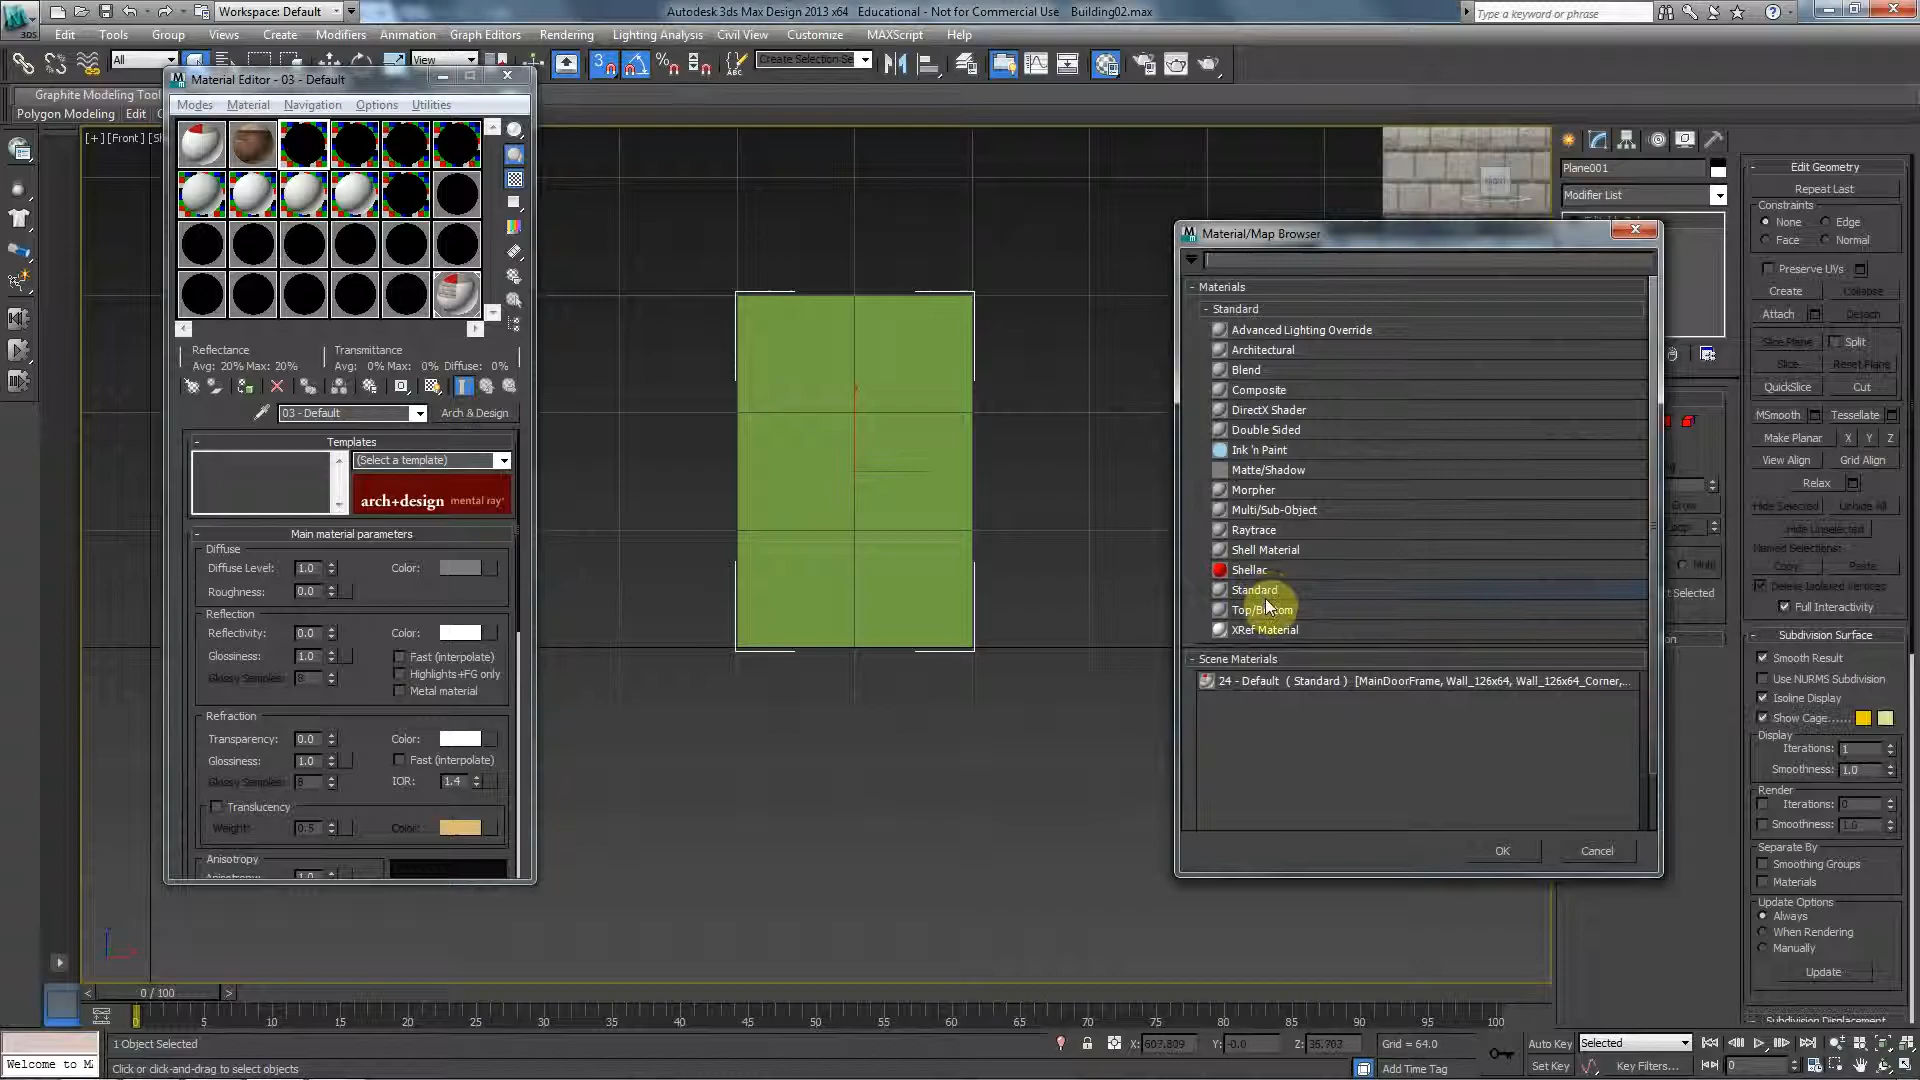 Workspace: Default
Autodesk 3ds Max Design 2013 x64    Educational - Not for Commercial Use    Building02.max
Type a keyword or phrase
3DS
Edit  Tools  Group  Views  Create  Modifiers  Animation  Graph Editors  Rendering  Lighting Analysis  Civil View  Customize  MAXScript  Help
All
View
Create Selection Se
Graphite Modeling Tool
Polygon Modeling
Edit
[+] [Front] [Sh
FRONT
Material Editor - 03 - Default
Modes  Material  Navigation  Options  Utilities
Reflectance
Avg: 20% Max: 20%
Transmittance
Avg: 0% Max: 0% Diffuse: 0%
03 - Default
Arch & Design
Templates
(Select a template)
arch+design mental ray
Main material parameters
Diffuse
Diffuse Level: 1.0
Color:
Roughness: 0.0
Reflection
Reflectivity: 0.0
Color:
Glossiness: 1.0
Fast (interpolate)
Glossy Samples: 8
Highlights+FG only
Metal material
Refraction
Transparency: 0.0
Color:
Glossiness: 1.0
Fast (interpolate)
Glossy Samples: 8
IOR: 1.4
Translucency
Weight: 0.5
Color:
Anisotropy
Anisotropy: 1.0
Material/Map Browser
- Materials
- Standard
Advanced Lighting Override
Architectural
Blend
Composite
DirectX Shader
Double Sided
Ink 'n Paint
Matte/Shadow
Morpher
Multi/Sub-Object
Raytrace
Shell Material
Shellac
Standard
Top/Bottom
XRef Material
- Scene Materials
24 - Default ( Standard ) [MainDoorFrame, Wall_126x64, Wall_126x64_Corner,...
OK
Cancel
Plane001
Modifier List
Edit Geometry
Repeat Last
Constraints
None
Edge
Face
Normal
Preserve UVs
Create
Collapse
Attach
Detach
Slice Plane
Split
Slice
Reset Plane
QuickSlice
Cut
MSmooth
Tessellate
Make Planar
X  Y  Z
View Align
Grid Align
Relax
Hide Selected
Unhide All
Hide Unselected
Named Selections:
Copy
Paste
Delete Isolated Vertices
Full Interactivity
Subdivision Surface
Smooth Result
Use NURMS Subdivision
Isoline Display
Show Cage......
Display
Iterations: 1
Smoothness: 1.0
Render
Iterations: 0
Smoothness: 1.0
Separate By
Smoothing Groups
Materials
Update Options
Always
When Rendering
Manually
Update
Subdivision Displacement
0 / 100
0  5  10  15  20  25  30  35  40  45  50  55  60  65  70  75  80  85  90  95  100
1 Object Selected
X: 607.809
Y: -0.0
Z: 35.703
Grid = 64.0
Auto Key
Selected
Welcome to M
Click or click-and-drag to select objects
Add Time Tag
Set Key
Key Filters...
0